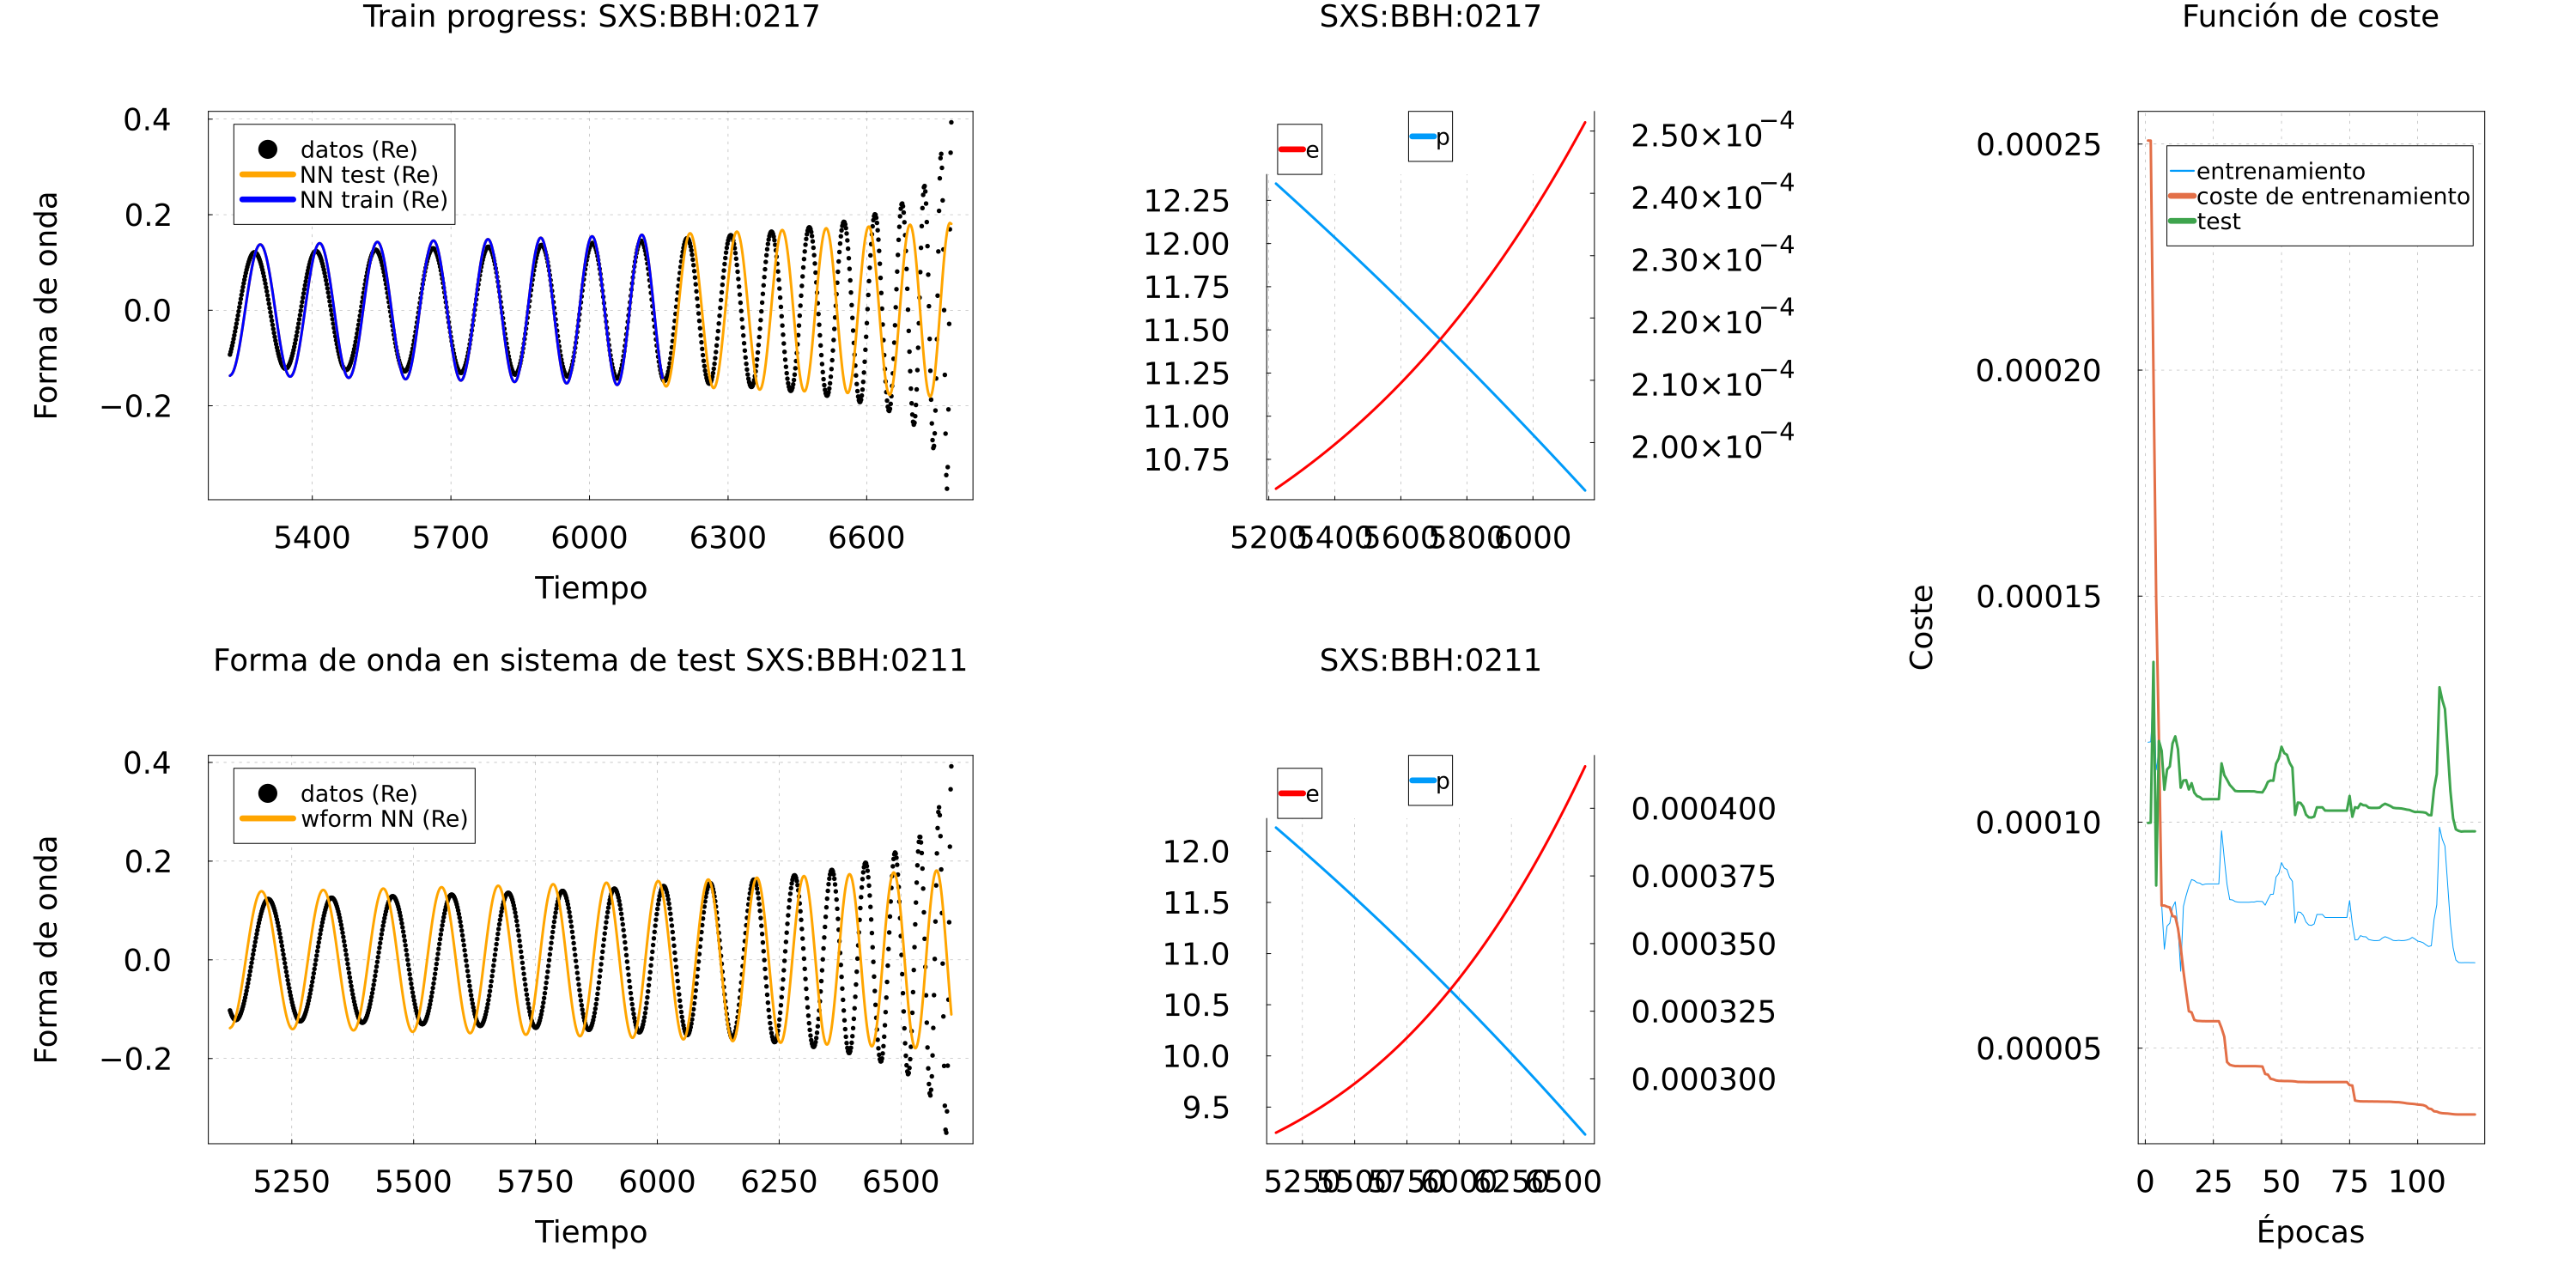 Train progress: SXS:BBH:0217
0.4
0.2
0.0
−0.2
Forma de onda
datos (Re)
NN test (Re)
NN train (Re)
5400 5700 6000 6300 6600
Tiempo
SXS:BBH:0217
e
p
12.25
12.00
11.75
11.50
11.25
11.00
10.75
2.50×10⁻⁴
2.40×10⁻⁴
2.30×10⁻⁴
2.20×10⁻⁴
2.10×10⁻⁴
2.00×10⁻⁴
5200 5400 5600 5800 6000
Forma de onda en sistema de test SXS:BBH:0211
0.4
0.2
0.0
−0.2
Forma de onda
datos (Re)
wform NN (Re)
5250 5500 5750 6000 6250 6500
Tiempo
SXS:BBH:0211
e
p
12.0
11.5
11.0
10.5
10.0
9.5
0.000400
0.000375
0.000350
0.000325
0.000300
5250 5500 5750 6000 6250 6500
Función de coste
0.00025
0.00020
0.00015
0.00010
0.00005
Coste
entrenamiento
coste de entrenamiento
test
0 25 50 75 100
Épocas